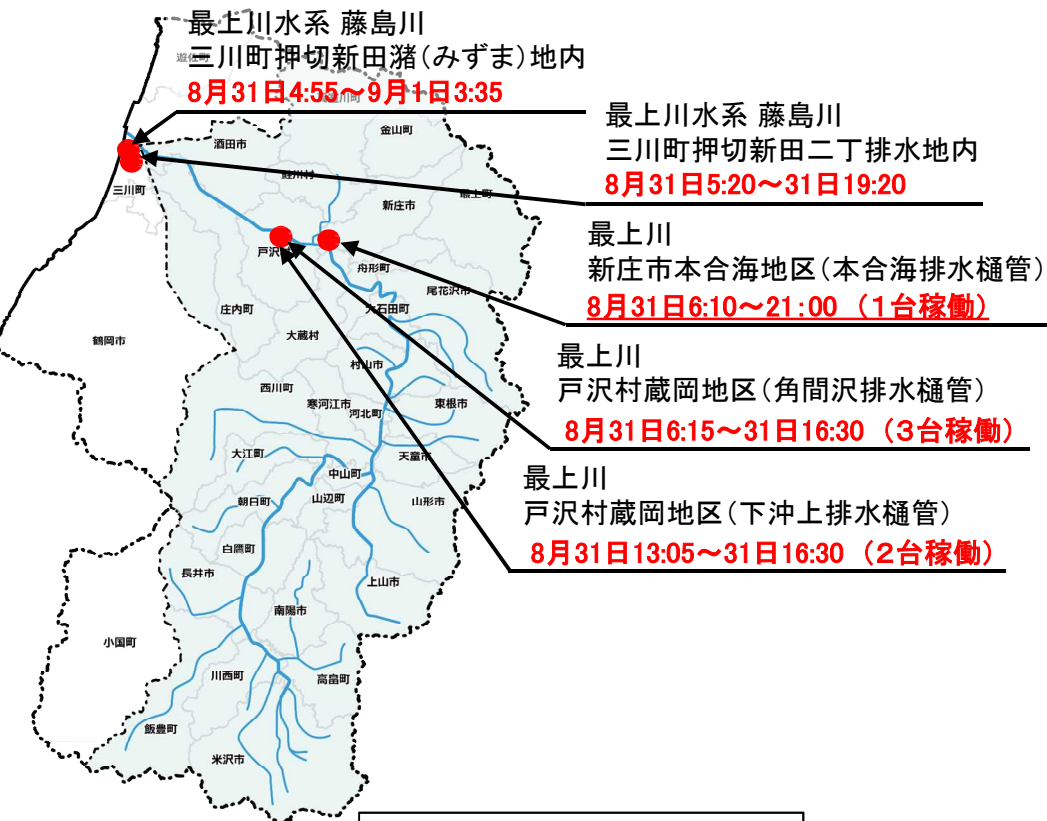 最上川水系 藤島川
三川町押切新田潴（みずま）地内
8月31日4:55～9月1日3:35
最上川水系 藤島川
三川町押切新田二丁排水地内
8月31日5:20～31日19:20
最上川
新庄市本合海地区（本合海排水樋管）
8月31日6:10～21:00 （１台稼働）
最上川
戸沢村蔵岡地区（角間沢排水樋管）
8月31日6:15～31日16:30 （３台稼働）
最上川
戸沢村蔵岡地区（下沖上排水樋管）
8月31日13:05～31日16:30 （２台稼働）
遊佐町
金山町
酒田市
三川町
鮭川村
最上町
新庄市
戸沢
舟形町
尾花沢市
庄内町
大石田町
大蔵村
鶴岡市
村山市
西川町
寒河江市
河北町
東根市
大江町
天童市
中山町
朝日町
山辺町
山形市
白鷹町
長井市
上山市
南陽市
小国町
川西町
高畠町
飯豊町
米沢市